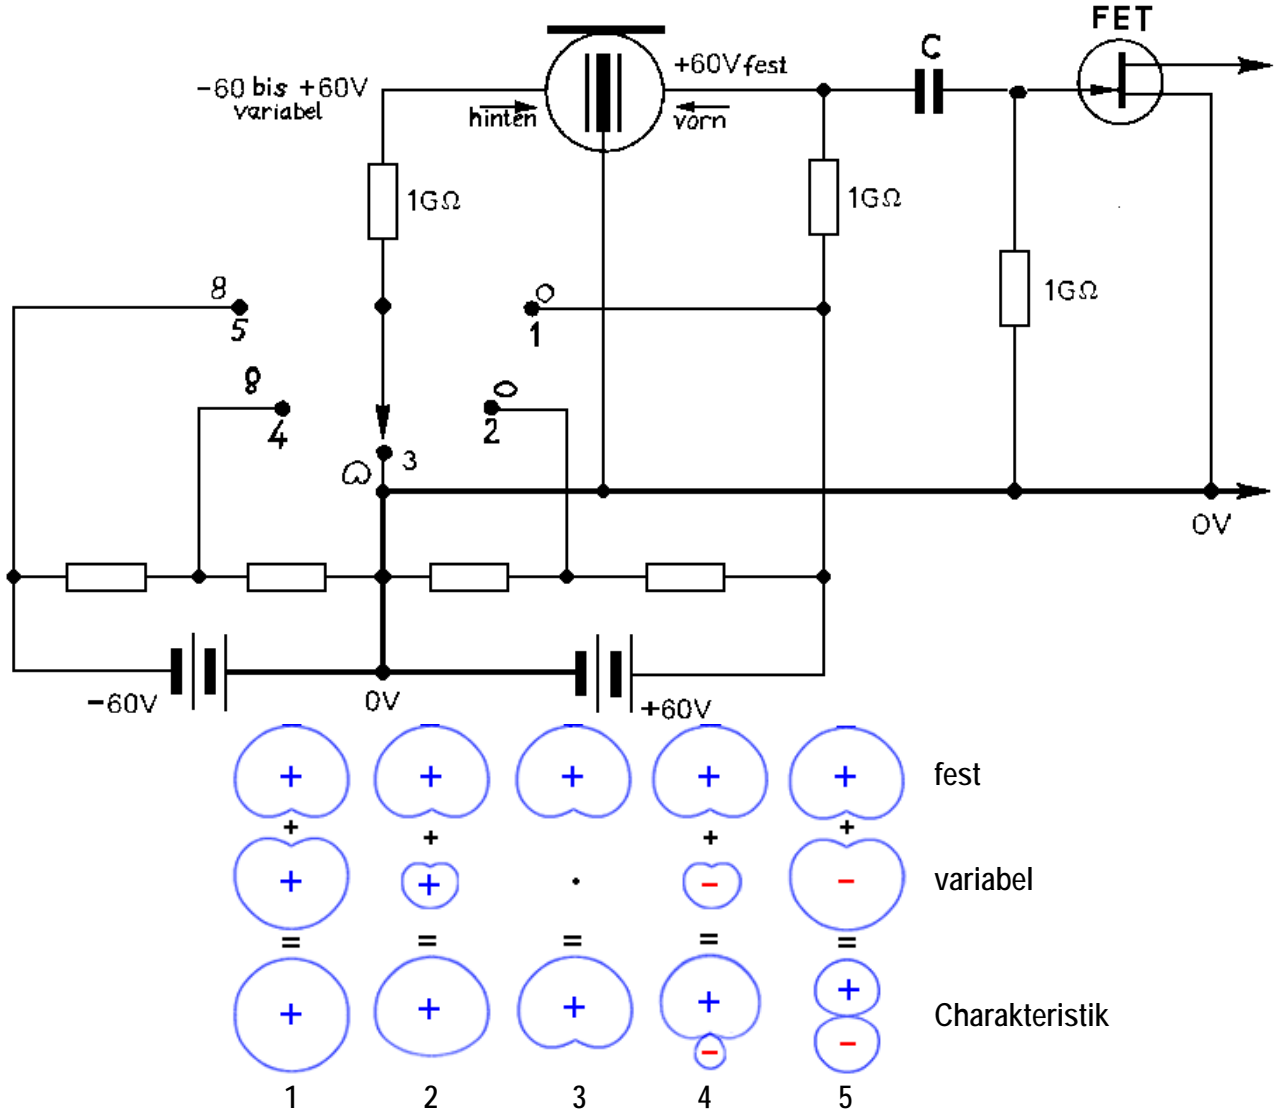 FET
C
+60V fest
-60 bis +60V
variabel
hinten
vorn
1GΩ
1GΩ
1GΩ
8
5
O
1
8
4
O
2
3
0V
-60V
0V
+60V
+ + + + +
fest
+ + + +
+ + - -
variabel
= = = = =
+ + + + +
- -
Charakteristik
1 2 3 4 5